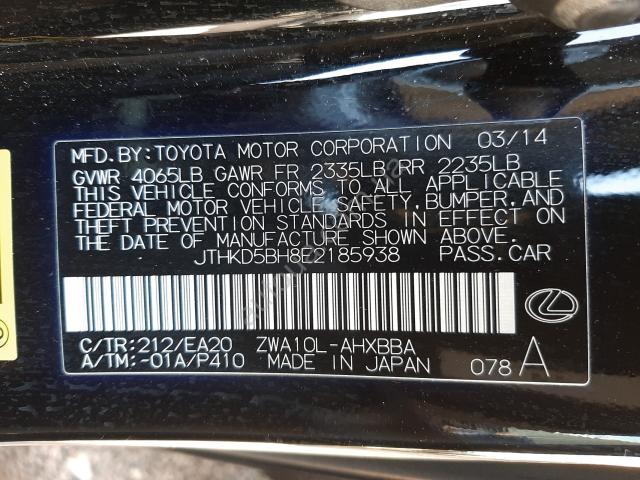 MFD. BY: TOYOTA MOTOR CORPORATION 03/14
GVWR 4065LB GAWR FR 2335LB RR 2235LB
THIS VEHICLE CONFORMS TO ALL APPLICABLE
FEDERAL MOTOR VEHICLE SAFETY, BUMPER, AND
THEFT PREVENTION STANDARDS IN EFFECT ON
THE DATE OF MANUFACTURE SHOWN ABOVE.
JTHKD5BH8E2185938 PASS. CAR
C/TR: 212/EA20 ZWA10L-AHXBBA
A/TM: -01A/P410 MADE IN JAPAN 078 A